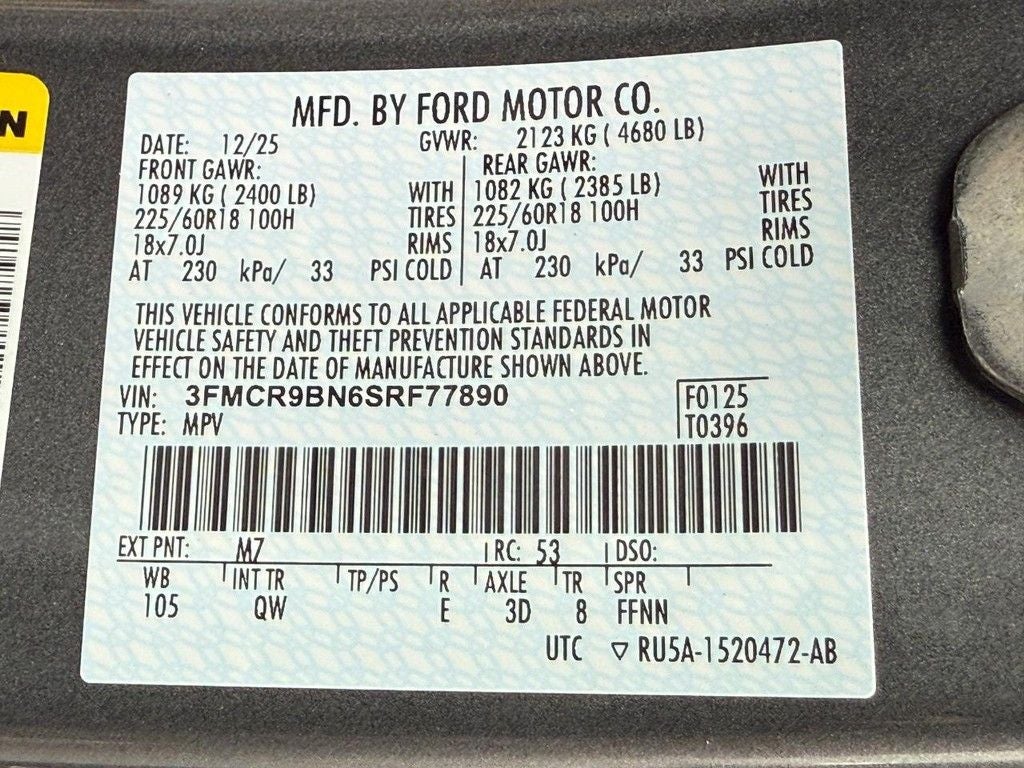 N
MFD. BY FORD MOTOR CO.
DATE: 12/25 GVWR: 2123 KG ( 4680 LB)
FRONT GAWR: REAR GAWR:
1089 KG ( 2400 LB) WITH 1082 KG ( 2385 LB) WITH
225/60R18 100H TIRES 225/60R18 100H TIRES
18x7.0J RIMS 18x7.0J RIMS
AT 230 kPa/ 33 PSI COLD AT 230 kPa/ 33 PSI COLD
THIS VEHICLE CONFORMS TO ALL APPLICABLE FEDERAL MOTOR
VEHICLE SAFETY AND THEFT PREVENTION STANDARDS IN
EFFECT ON THE DATE OF MANUFACTURE SHOWN ABOVE.
VIN: 3FMCR9BN6SRF77890 F0125
TYPE: MPV T0396
EXT PNT: M7 RC: 53 DSO:
WB INT TR TP/PS R AXLE TR SPR
105 QW E 3D 8 FFNN
UTC ▽ RU5A-1520472-AB